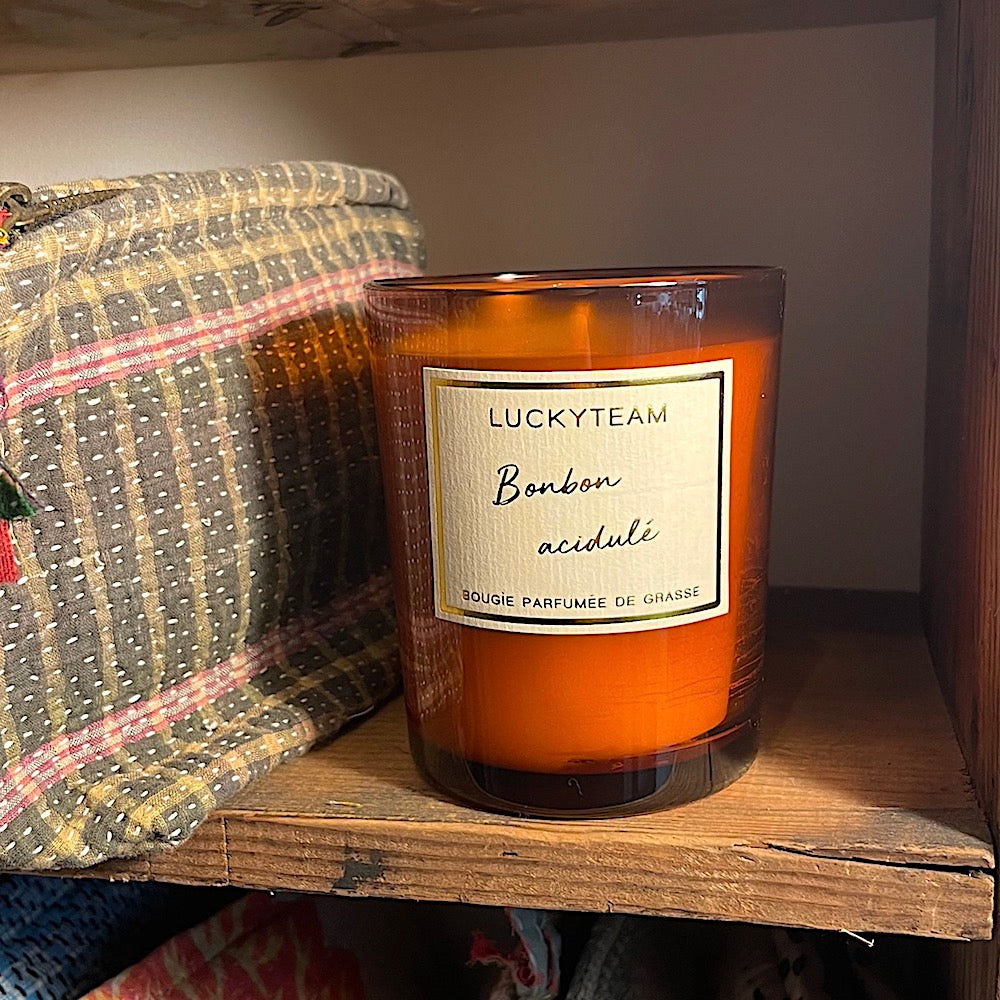 LUCKYTEAM
Bonbon
acidulé
BOUGIE PARFUMÉE DE GRASSE